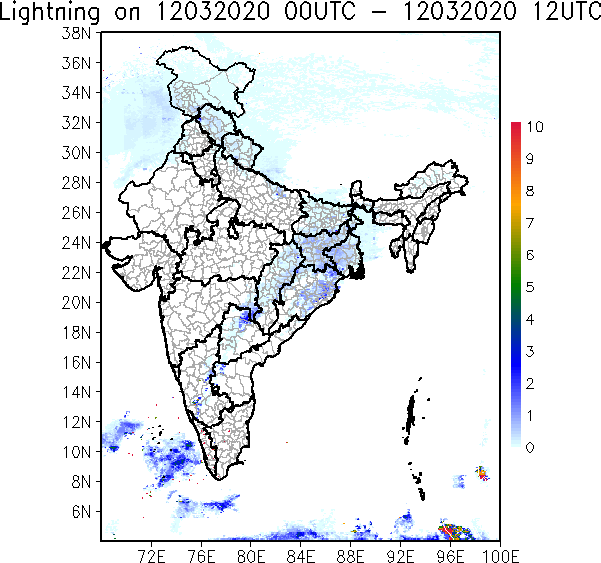 Lightning on 12032020 00UTC – 12032020 12UTC
38N
36N
34N
32N
30N
28N
26N
24N
22N
20N
18N
16N
14N
12N
10N
8N
6N
72E 76E 80E 84E 88E 92E 96E 100E
10
9
8
7
6
5
4
3
2
1
0